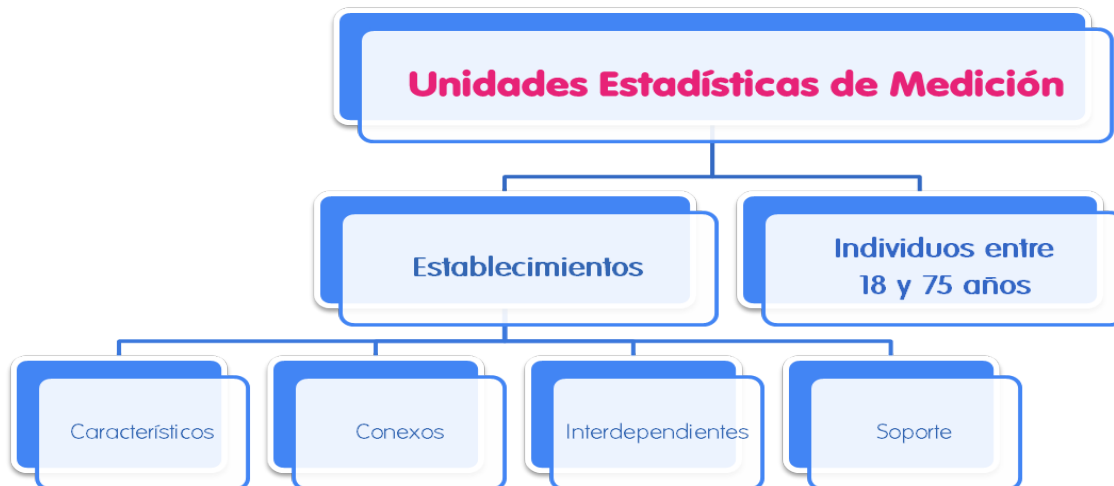 Unidades Estadísticas de Medición
Establecimientos
Individuos entre
18 y 75 años
Característicos
Conexos
Interdependientes
Soporte